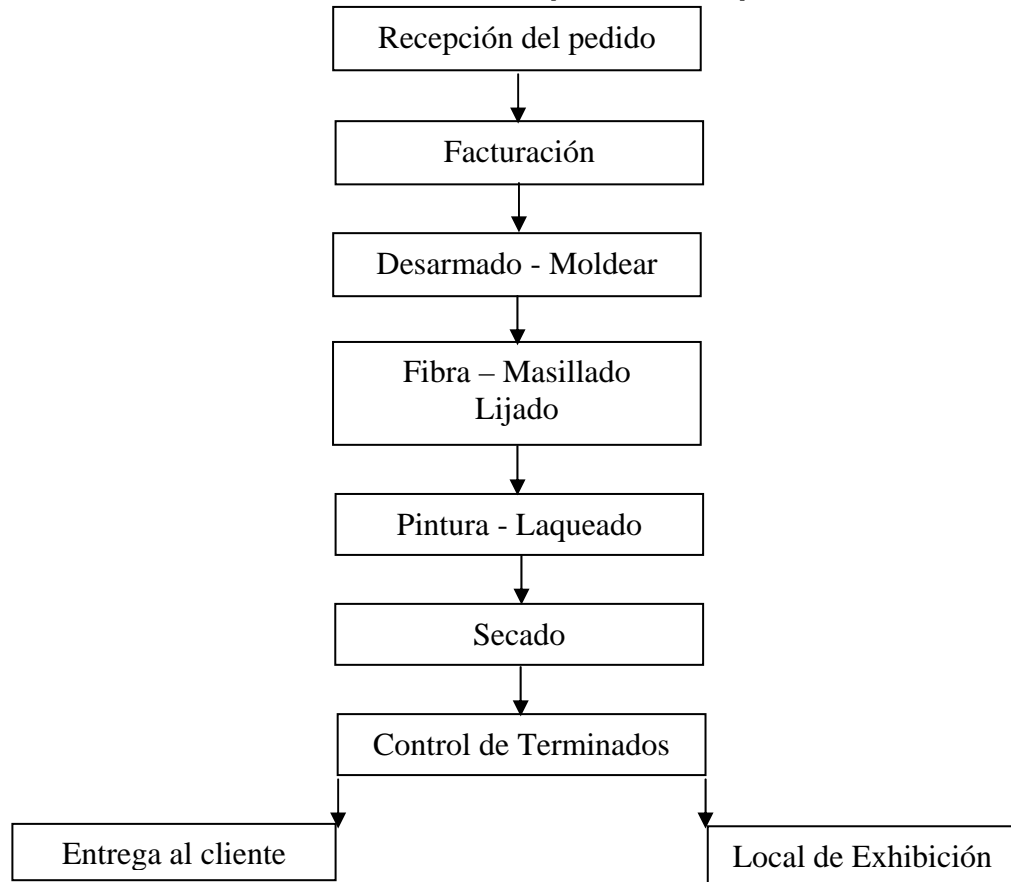 Recepción del pedido
Facturación
Desarmado - Moldear
Fibra – Masillado
Lijado
Pintura - Laqueado
Secado
Control de Terminados
Entrega al cliente
Local de Exhibición